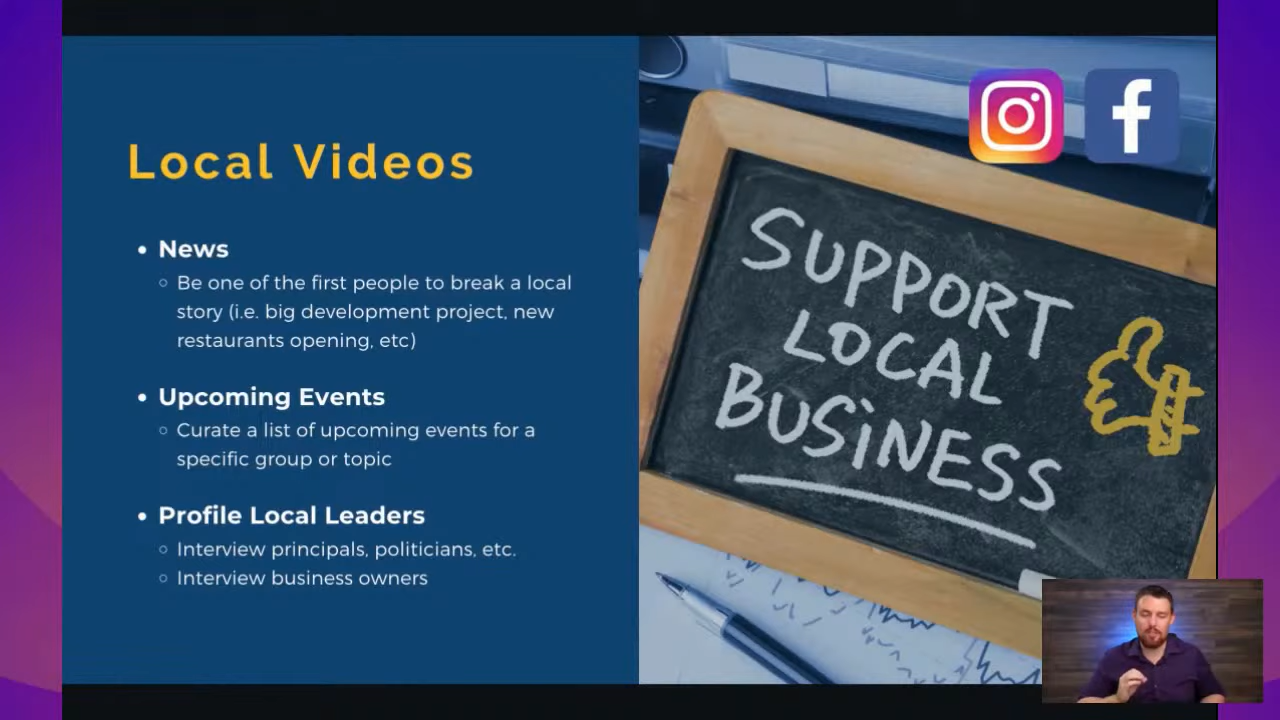 Local Videos
• News
○ Be one of the first people to break a local
story (i.e. big development project, new
restaurants opening, etc)
• Upcoming Events
○ Curate a list of upcoming events for a
specific group or topic
• Profile Local Leaders
○ Interview principals, politicians, etc.
○ Interview business owners
SUPPORT
LOCAL
BUSINESS